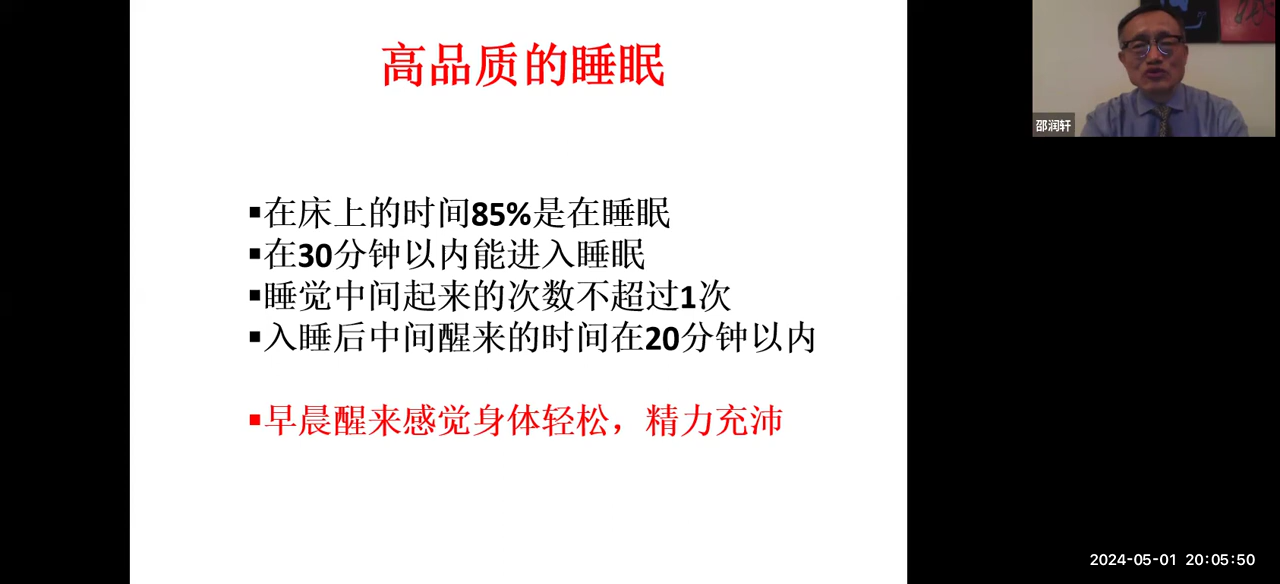 高品质的睡眠
▪在床上的时间85%是在睡眠
▪在30分钟以内能进入睡眠
▪睡觉中间起来的次数不超过1次
▪入睡后中间醒来的时间在20分钟以内
▪早晨醒来感觉身体轻松，精力充沛
邵润轩
2024-05-01 20:05:50